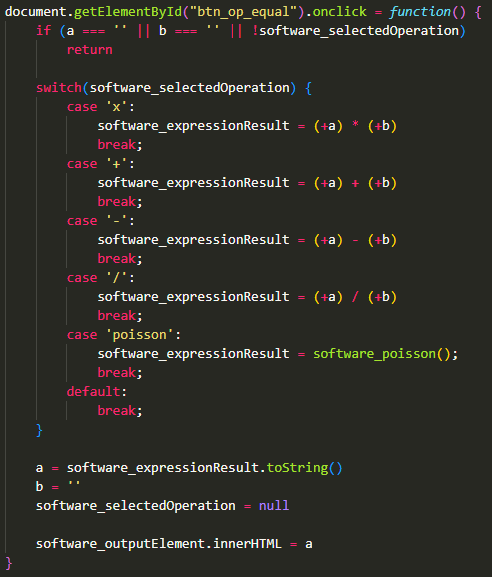 document.getElementById("btn_op_equal").onclick = function() {
    if (a === '' || b === '' || !software_selectedOperation)
        return

    switch(software_selectedOperation) {
        case 'x':
            software_expressionResult = (+a) * (+b)
            break;
        case '+':
            software_expressionResult = (+a) + (+b)
            break;
        case '-':
            software_expressionResult = (+a) - (+b)
            break;
        case '/':
            software_expressionResult = (+a) / (+b)
            break;
        case 'poisson':
            software_expressionResult = software_poisson();
            break;
        default:
            break;
    }

    a = software_expressionResult.toString()
    b = ''
    software_selectedOperation = null

    software_outputElement.innerHTML = a
}